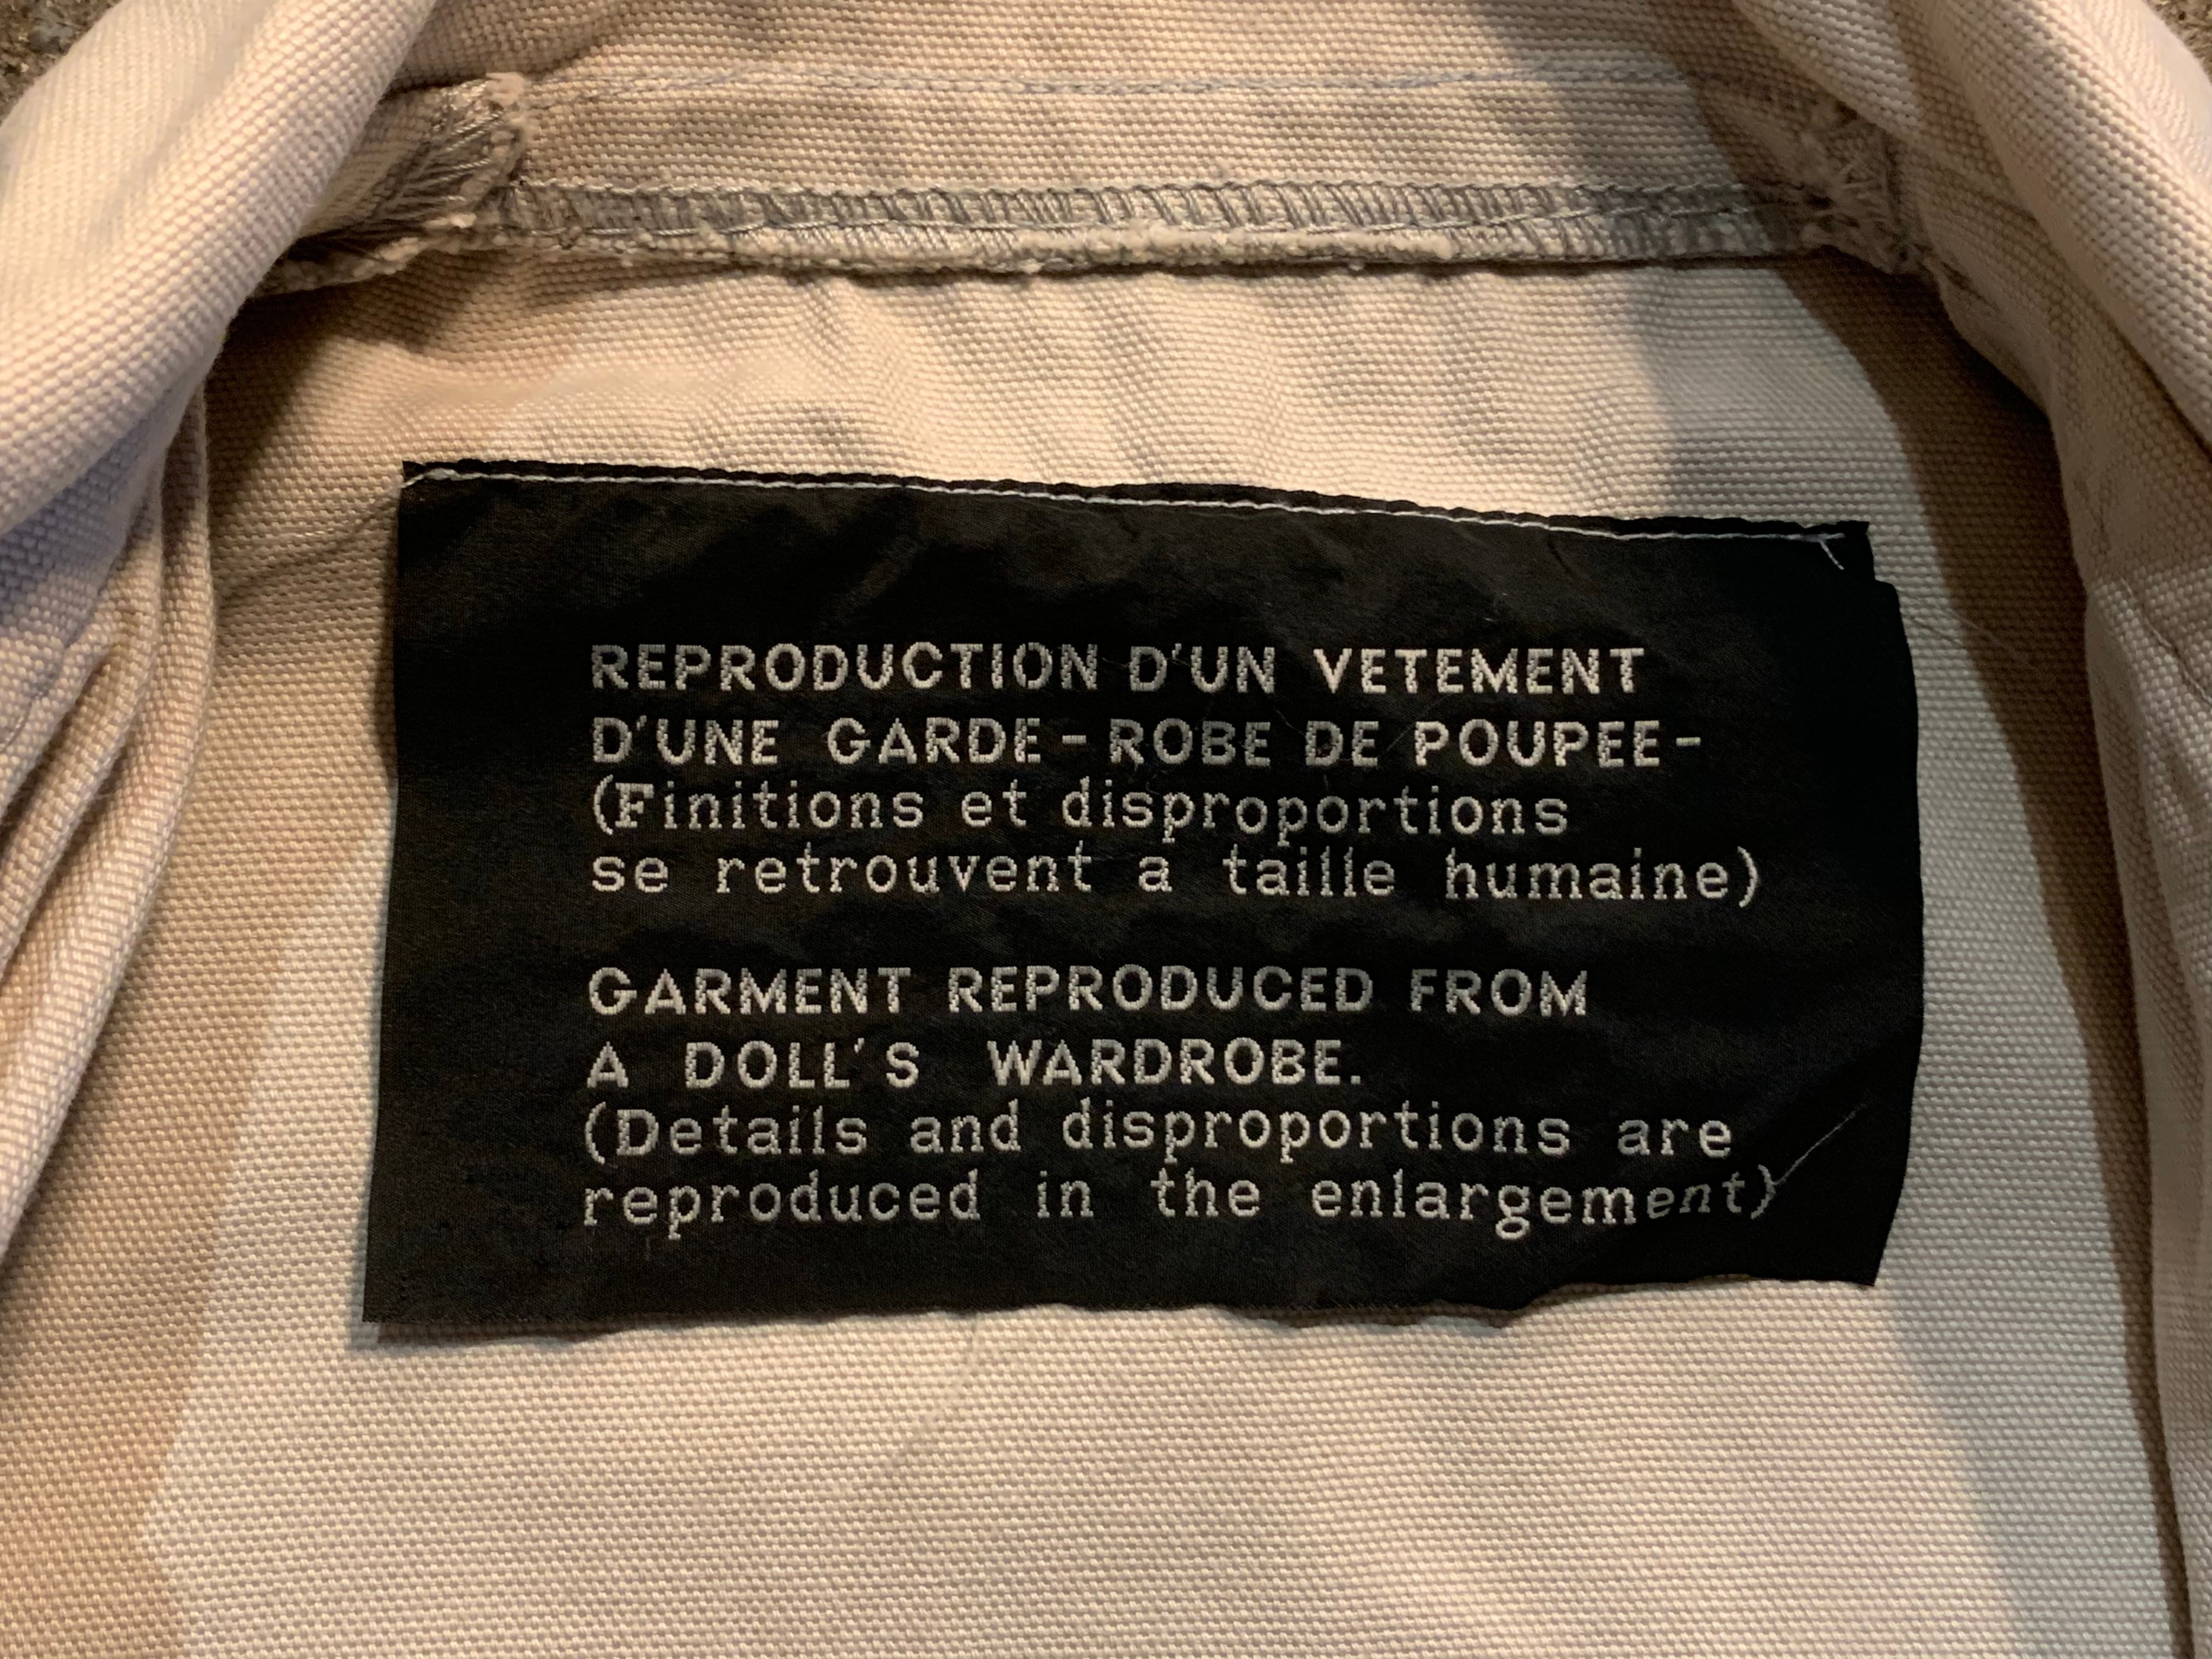 REPRODUCTION D'UN VETEMENT
D'UNE GARDE-ROBE DE POUPEE-
(Finitions et disproportions
se retrouvent a taille humaine)
GARMENT REPRODUCED FROM
A DOLL'S WARDROBE.
(Details and disproportions are
reproduced in the enlargement)